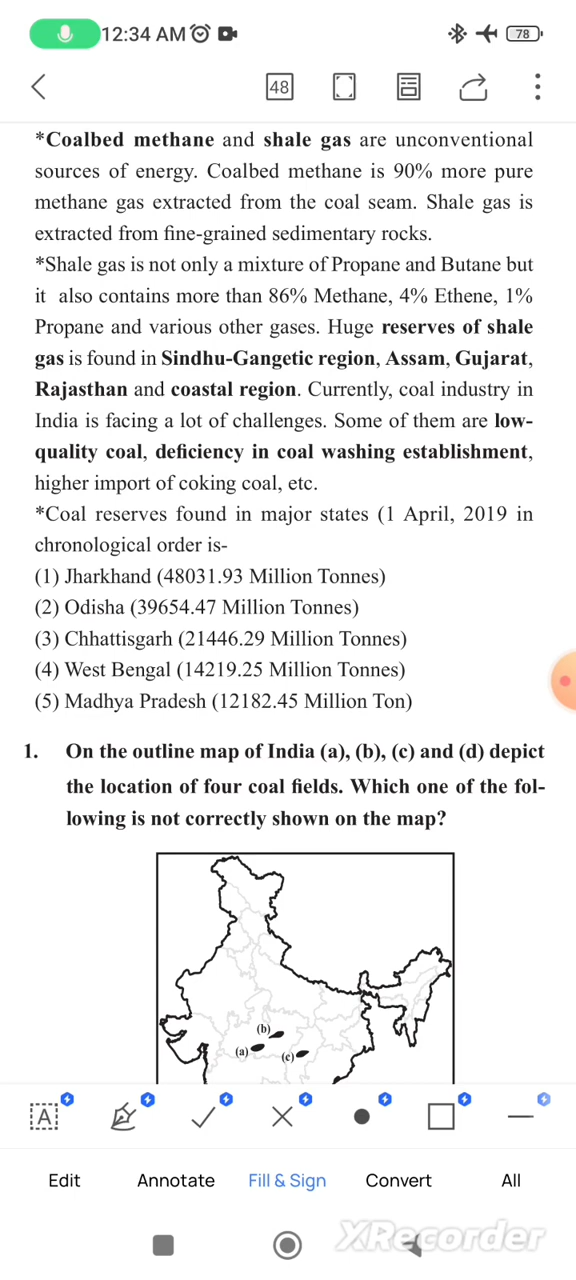 12:34 AM
78
48
*Coalbed methane and shale gas are unconventional
sources of energy. Coalbed methane is 90% more pure
methane gas extracted from the coal seam. Shale gas is
extracted from fine-grained sedimentary rocks.
*Shale gas is not only a mixture of Propane and Butane but
it also contains more than 86% Methane, 4% Ethene, 1%
Propane and various other gases. Huge reserves of shale
gas is found in Sindhu-Gangetic region, Assam, Gujarat,
Rajasthan and coastal region. Currently, coal industry in
India is facing a lot of challenges. Some of them are low-
quality coal, deficiency in coal washing establishment,
higher import of coking coal, etc.
*Coal reserves found in major states (1 April, 2019 in
chronological order is-
(1) Jharkhand (48031.93 Million Tonnes)
(2) Odisha (39654.47 Million Tonnes)
(3) Chhattisgarh (21446.29 Million Tonnes)
(4) West Bengal (14219.25 Million Tonnes)
(5) Madhya Pradesh (12182.45 Million Ton)
1. On the outline map of India (a), (b), (c) and (d) depict
the location of four coal fields. Which one of the fol-
lowing is not correctly shown on the map?
(b)
(a)
(c)
A
Edit Annotate Fill & Sign Convert All
XRecorder